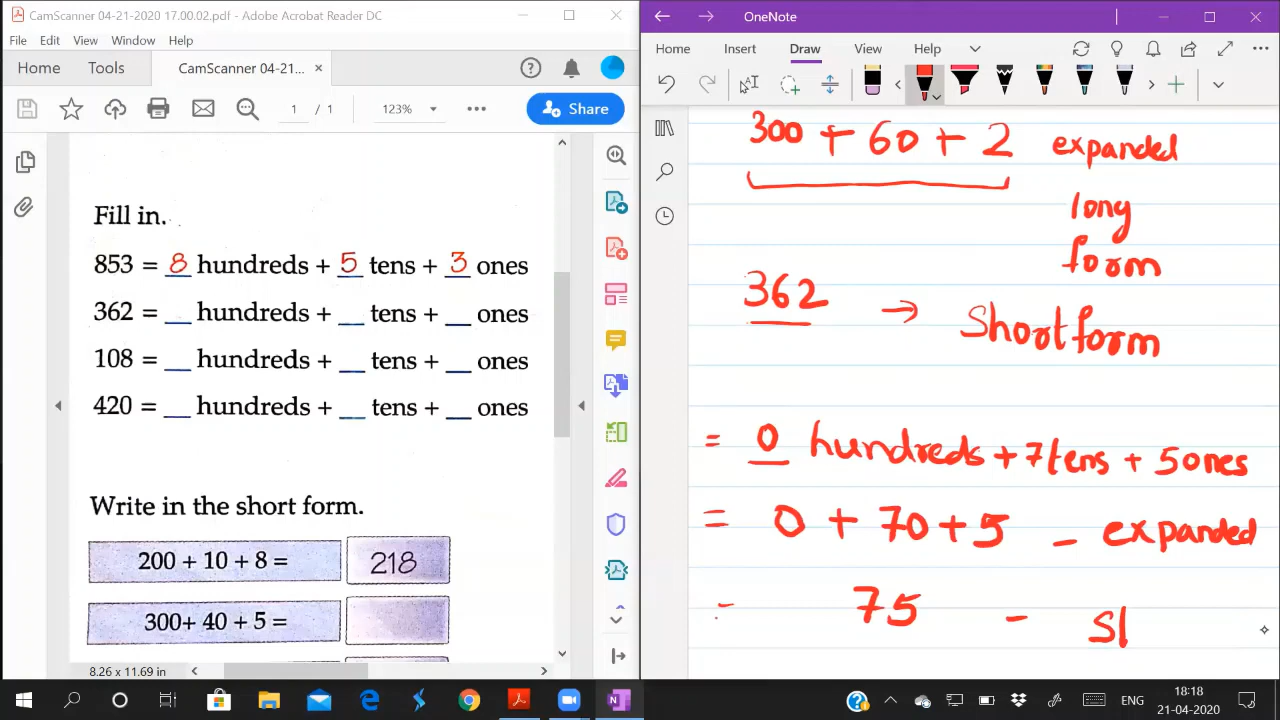 CamScanner 04-21-2020 17.00.02.pdf - Adobe Acrobat Reader DC
File Edit View Window Help
Home Tools CamScanner 04-21... ×
1 / 1 123% Share
Fill in.
853 = 8 hundreds + 5 tens + 3 ones
362 = __ hundreds + __ tens + __ ones
108 = __ hundreds + __ tens + __ ones
420 = __ hundreds + __ tens + __ ones
Write in the short form.
200 + 10 + 8 = 218
300+ 40 + 5 =
8.26 x 11.69 in
OneNote
Home Insert Draw View Help
300 + 60 + 2 expanded
long
form
362 → Short form
= 0 hundreds + 7 tens + 5 ones
= 0 + 70 + 5 - expanded
- 75 - Sh
ENG 18:18
21-04-2020